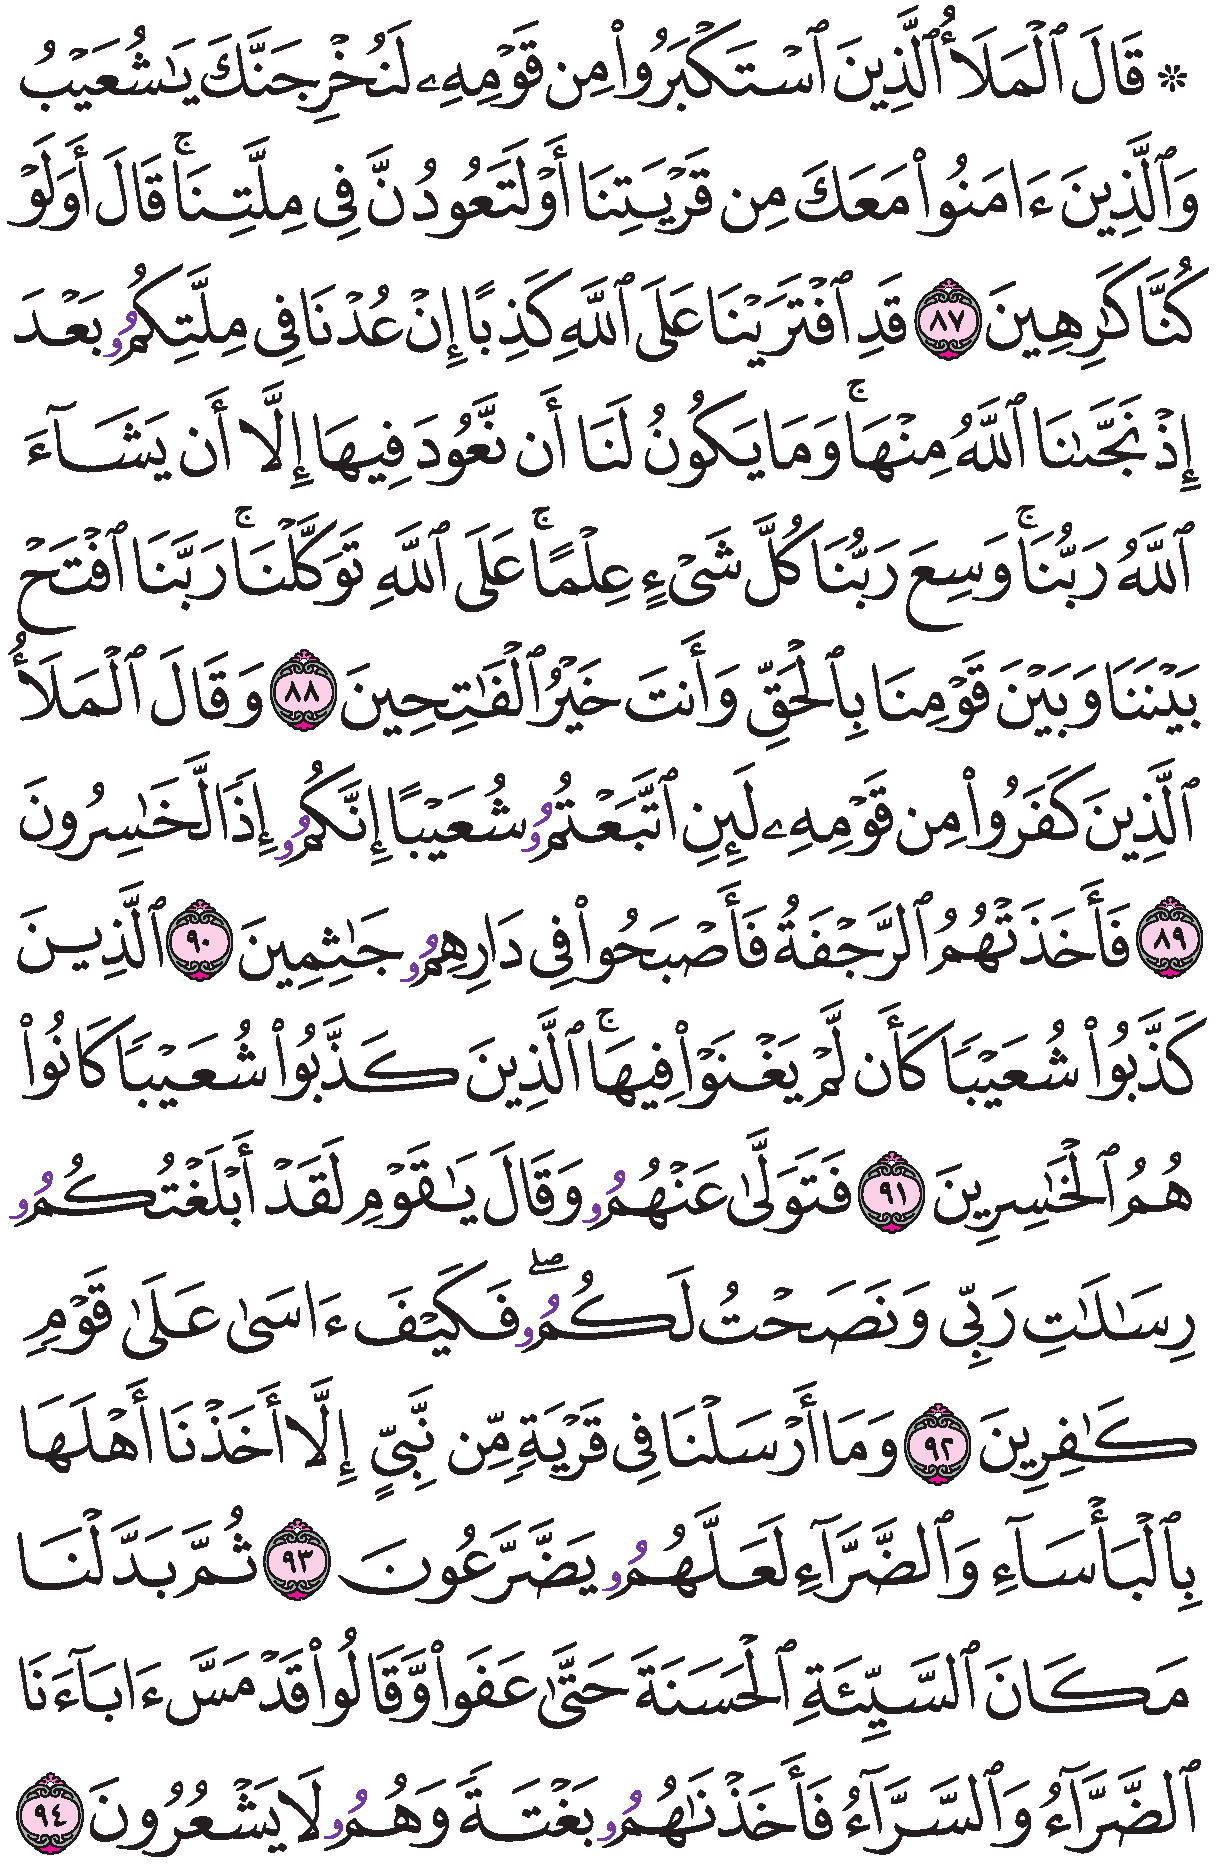 ۞ قَالَ ٱلْمَلَأُ ٱلَّذِينَ ٱسْتَكْبَرُوا۟ مِن قَوْمِهِۦ لَنُخْرِجَنَّكَ يَـٰشُعَيْبُ
وَٱلَّذِينَ ءَامَنُوا۟ مَعَكَ مِن قَرْيَتِنَا أَوْ لَتَعُودُنَّ فِى مِلَّتِنَاۚ قَالَ أَوَلَوْ
كُنَّا كَـٰرِهِينَ ٨٧ قَدِ ٱفْتَرَيْنَا عَلَى ٱللَّهِ كَذِبًا إِنْ عُدْنَا فِى مِلَّتِكُمُۥ بَعْدَ
إِذْ نَجَّىٰنَا ٱللَّهُ مِنْهَاۚ وَمَا يَكُونُ لَنَا أَن نَّعُودَ فِيهَا إِلَّا أَن يَشَآءَ
ٱللَّهُ رَبُّنَاۚ وَسِعَ رَبُّنَا كُلَّ شَىْءٍ عِلْمًاۚ عَلَى ٱللَّهِ تَوَكَّلْنَاۚ رَبَّنَا ٱفْتَحْ
بَيْنَنَا وَبَيْنَ قَوْمِنَا بِٱلْحَقِّ وَأَنتَ خَيْرُ ٱلْفَـٰتِحِينَ ٨٨ وَقَالَ ٱلْمَلَأُ
ٱلَّذِينَ كَفَرُوا۟ مِن قَوْمِهِۦ لَئِنِ ٱتَّبَعْتُمُۥ شُعَيْبًا إِنَّكُمُۥ إِذًا لَّخَـٰسِرُونَ
٨٩ فَأَخَذَتْهُمُ ٱلرَّجْفَةُ فَأَصْبَحُوا۟ فِى دَارِهِمُۥ جَـٰثِمِينَ ٩٠ ٱلَّذِينَ
كَذَّبُوا۟ شُعَيْبًا كَأَن لَّمْ يَغْنَوْا۟ فِيهَاۚ ٱلَّذِينَ كَذَّبُوا۟ شُعَيْبًا كَانُوا۟
هُمُ ٱلْخَـٰسِرِينَ ٩١ فَتَوَلَّىٰ عَنْهُمُۥ وَقَالَ يَـٰقَوْمِ لَقَدْ أَبْلَغْتُكُمُۥ
رِسَـٰلَـٰتِ رَبِّى وَنَصَحْتُ لَكُمُۥۖ فَكَيْفَ ءَاسَىٰ عَلَىٰ قَوْمٍ
كَـٰفِرِينَ ٩٢ وَمَا أَرْسَلْنَا فِى قَرْيَةٍ مِّن نَّبِىٍّ إِلَّا أَخَذْنَا أَهْلَهَا
بِٱلْبَأْسَآءِ وَٱلضَّرَّآءِ لَعَلَّهُمُۥ يَضَّرَّعُونَ ٩٣ ثُمَّ بَدَّلْنَا
مَكَانَ ٱلسَّيِّئَةِ ٱلْحَسَنَةَ حَتَّىٰ عَفَوا۟ وَّقَالُوا۟ قَدْ مَسَّ ءَابَآءَنَا
ٱلضَّرَّآءُ وَٱلسَّرَّآءُ فَأَخَذْنَـٰهُمُۥ بَغْتَةً وَهُمُۥ لَا يَشْعُرُونَ ٩٤